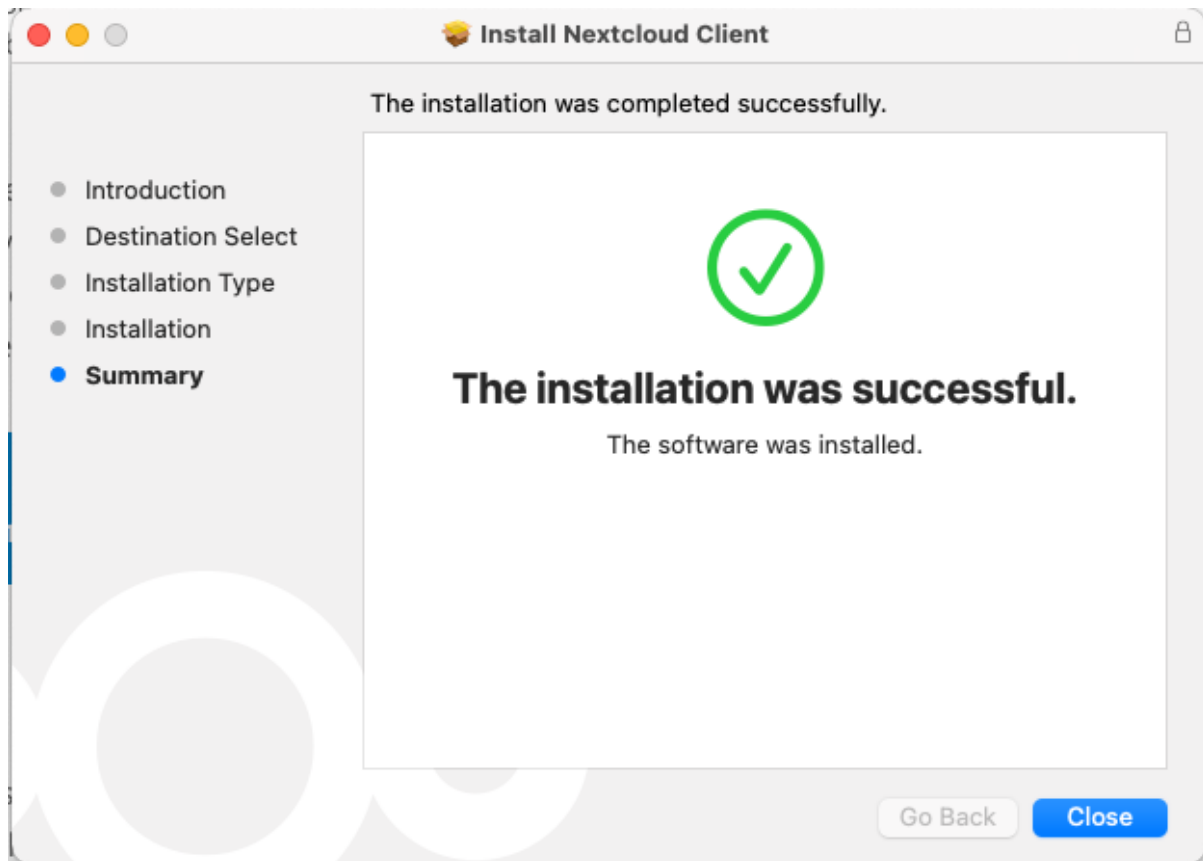 Install Nextcloud Client
The installation was completed successfully.
Introduction
Destination Select
Installation Type
Installation
Summary
The installation was successful.
The software was installed.
Go Back
Close